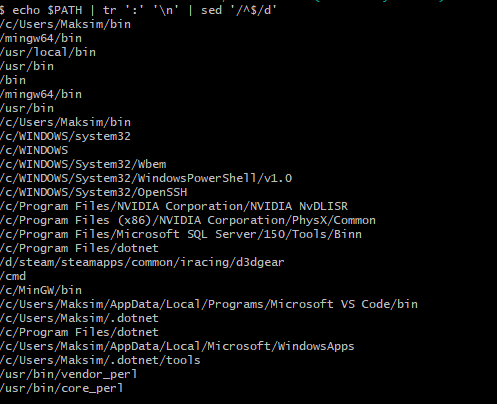 $ echo $PATH | tr ':' '\n' | sed '/^$/d'
/c/Users/Maksim/bin
/mingw64/bin
/usr/local/bin
/usr/bin
/bin
/mingw64/bin
/usr/bin
/c/Users/Maksim/bin
/c/WINDOWS/system32
/c/WINDOWS
/c/WINDOWS/System32/Wbem
/c/WINDOWS/System32/WindowsPowerShell/v1.0
/c/WINDOWS/System32/OpenSSH
/c/Program Files/NVIDIA Corporation/NVIDIA NvDLISR
/c/Program Files (x86)/NVIDIA Corporation/PhysX/Common
/c/Program Files/Microsoft SQL Server/150/Tools/Binn
/c/Program Files/dotnet
/d/steam/steamapps/common/iracing/d3dgear
/cmd
/c/MinGW/bin
/c/Users/Maksim/AppData/Local/Programs/Microsoft VS Code/bin
/c/Users/Maksim/.dotnet
/c/Program Files/dotnet
/c/Users/Maksim/AppData/Local/Microsoft/WindowsApps
/c/Users/Maksim/.dotnet/tools
/usr/bin/vendor_perl
/usr/bin/core_perl